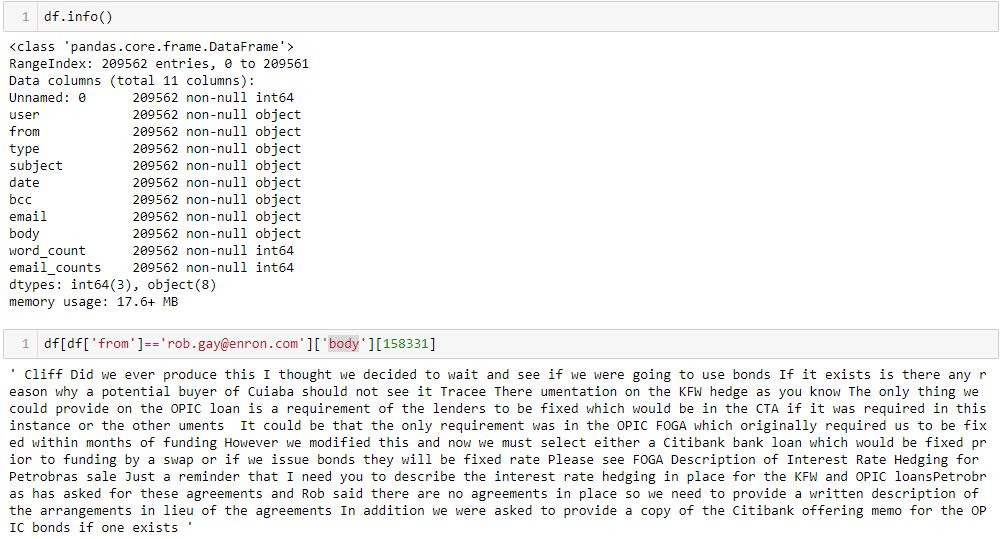 1 df.info()
<class 'pandas.core.frame.DataFrame'>
RangeIndex: 209562 entries, 0 to 209561
Data columns (total 11 columns):
Unnamed: 0      209562 non-null int64
user            209562 non-null object
from            209562 non-null object
type            209562 non-null object
subject         209562 non-null object
date            209562 non-null object
bcc             209562 non-null object
email           209562 non-null object
body            209562 non-null object
word_count      209562 non-null int64
email_counts    209562 non-null int64
dtypes: int64(3), object(8)
memory usage: 17.6+ MB
1 df[df['from']=='rob.gay@enron.com']['body'][158331]
' Cliff Did we ever produce this I thought we decided to wait and see if we were going to use bonds If it exists is there any r
eason why a potential buyer of Cuiaba should not see it Tracee There umentation on the KFW hedge as you know The only thing we
could provide on the OPIC loan is a requirement of the lenders to be fixed which would be in the CTA if it was required in this
instance or the other uments  It could be that the only requirement was in the OPIC FOGA which originally required us to be fix
ed within months of funding However we modified this and now we must select either a Citibank bank loan which would be fixed pr
ior to funding by a swap or if we issue bonds they will be fixed rate Please see FOGA Description of Interest Rate Hedging for
Petrobras sale Just a reminder that I need you to describe the interest rate hedging in place for the KFW and OPIC loansPetrobr
as has asked for these agreements and Rob said there are no agreements in place so we need to provide a written description of
the arrangements in lieu of the agreements In addition we were asked to provide a copy of the Citibank offering memo for the OP
IC bonds if one exists '